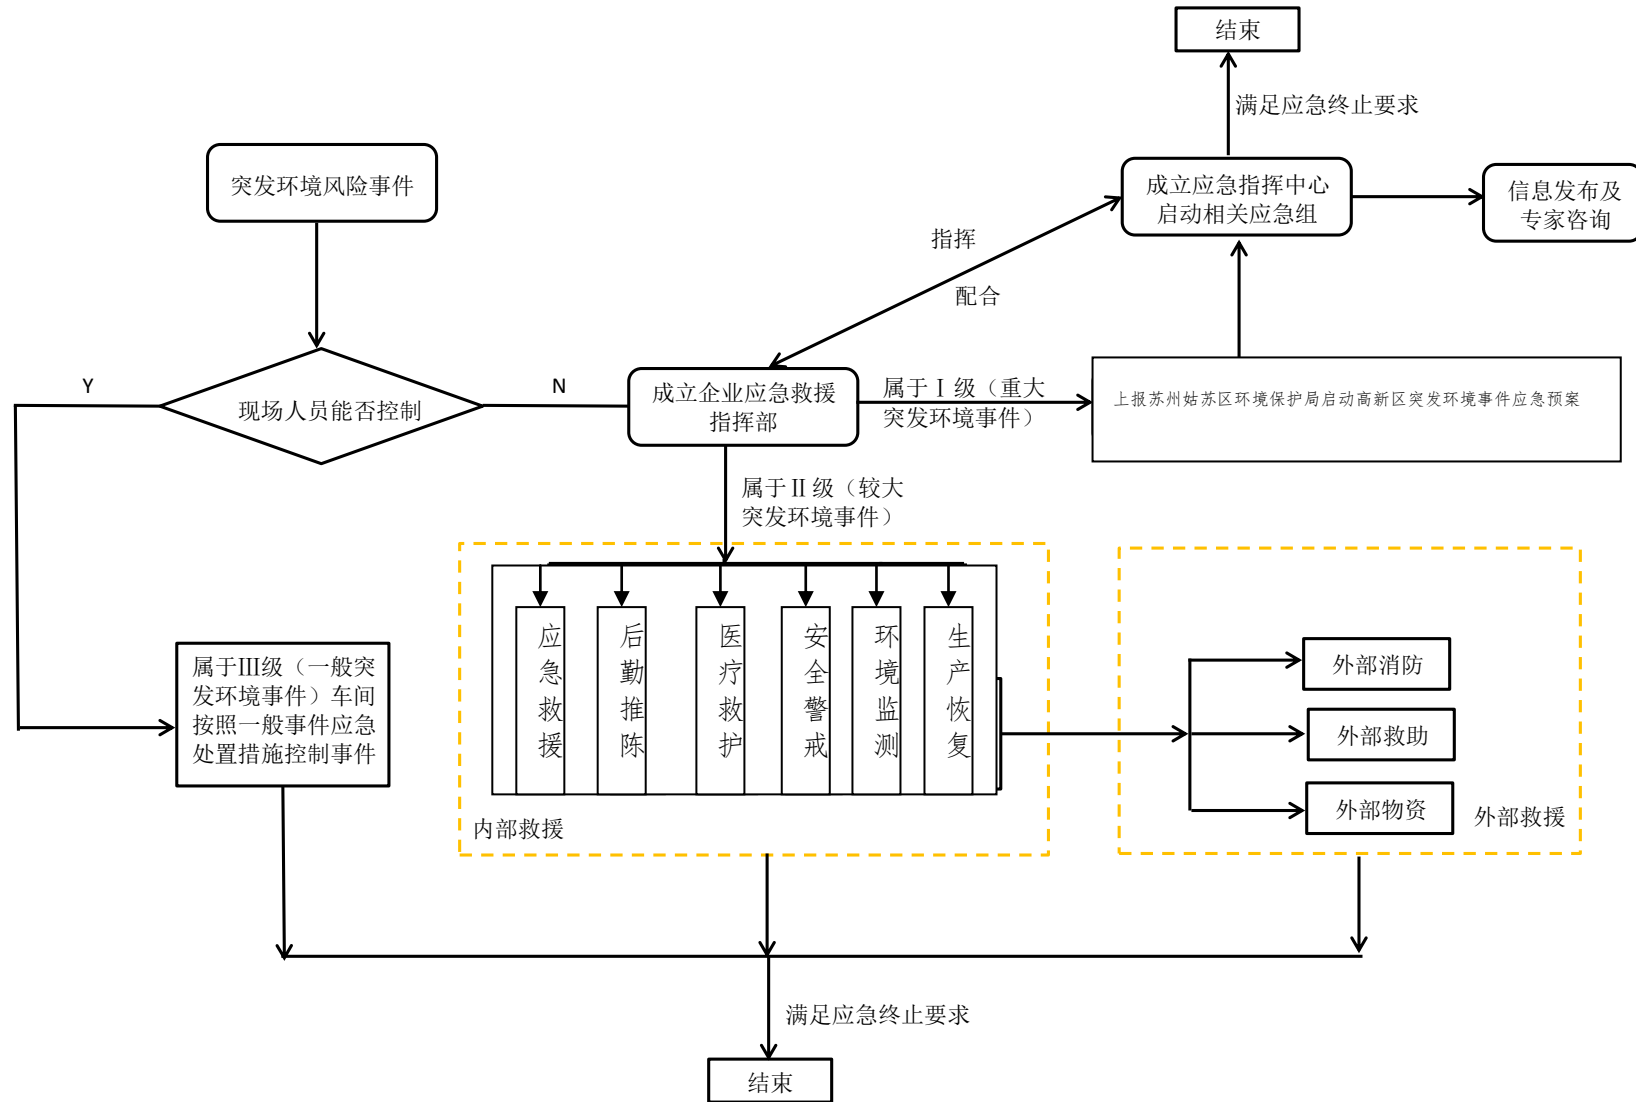 结束
满足应急终止要求
突发环境风险事件
成立应急指挥中心
启动相关应急组
信息发布及
专家咨询
指挥
配合
Y
现场人员能否控制
N
成立企业应急救援
指挥部
属于Ⅰ级（重大
突发环境事件）
上报苏州姑苏区环境保护局启动高新区突发环境事件应急预案
属于Ⅱ级（较大
突发环境事件）
应急救援
后勤推陈
医疗救护
安全警戒
环境监测
生产恢复
内部救援
属于Ⅲ级（一般突
发环境事件）车间
按照一般事件应急
处置措施控制事件
外部消防
外部救助
外部物资
外部救援
满足应急终止要求
结束